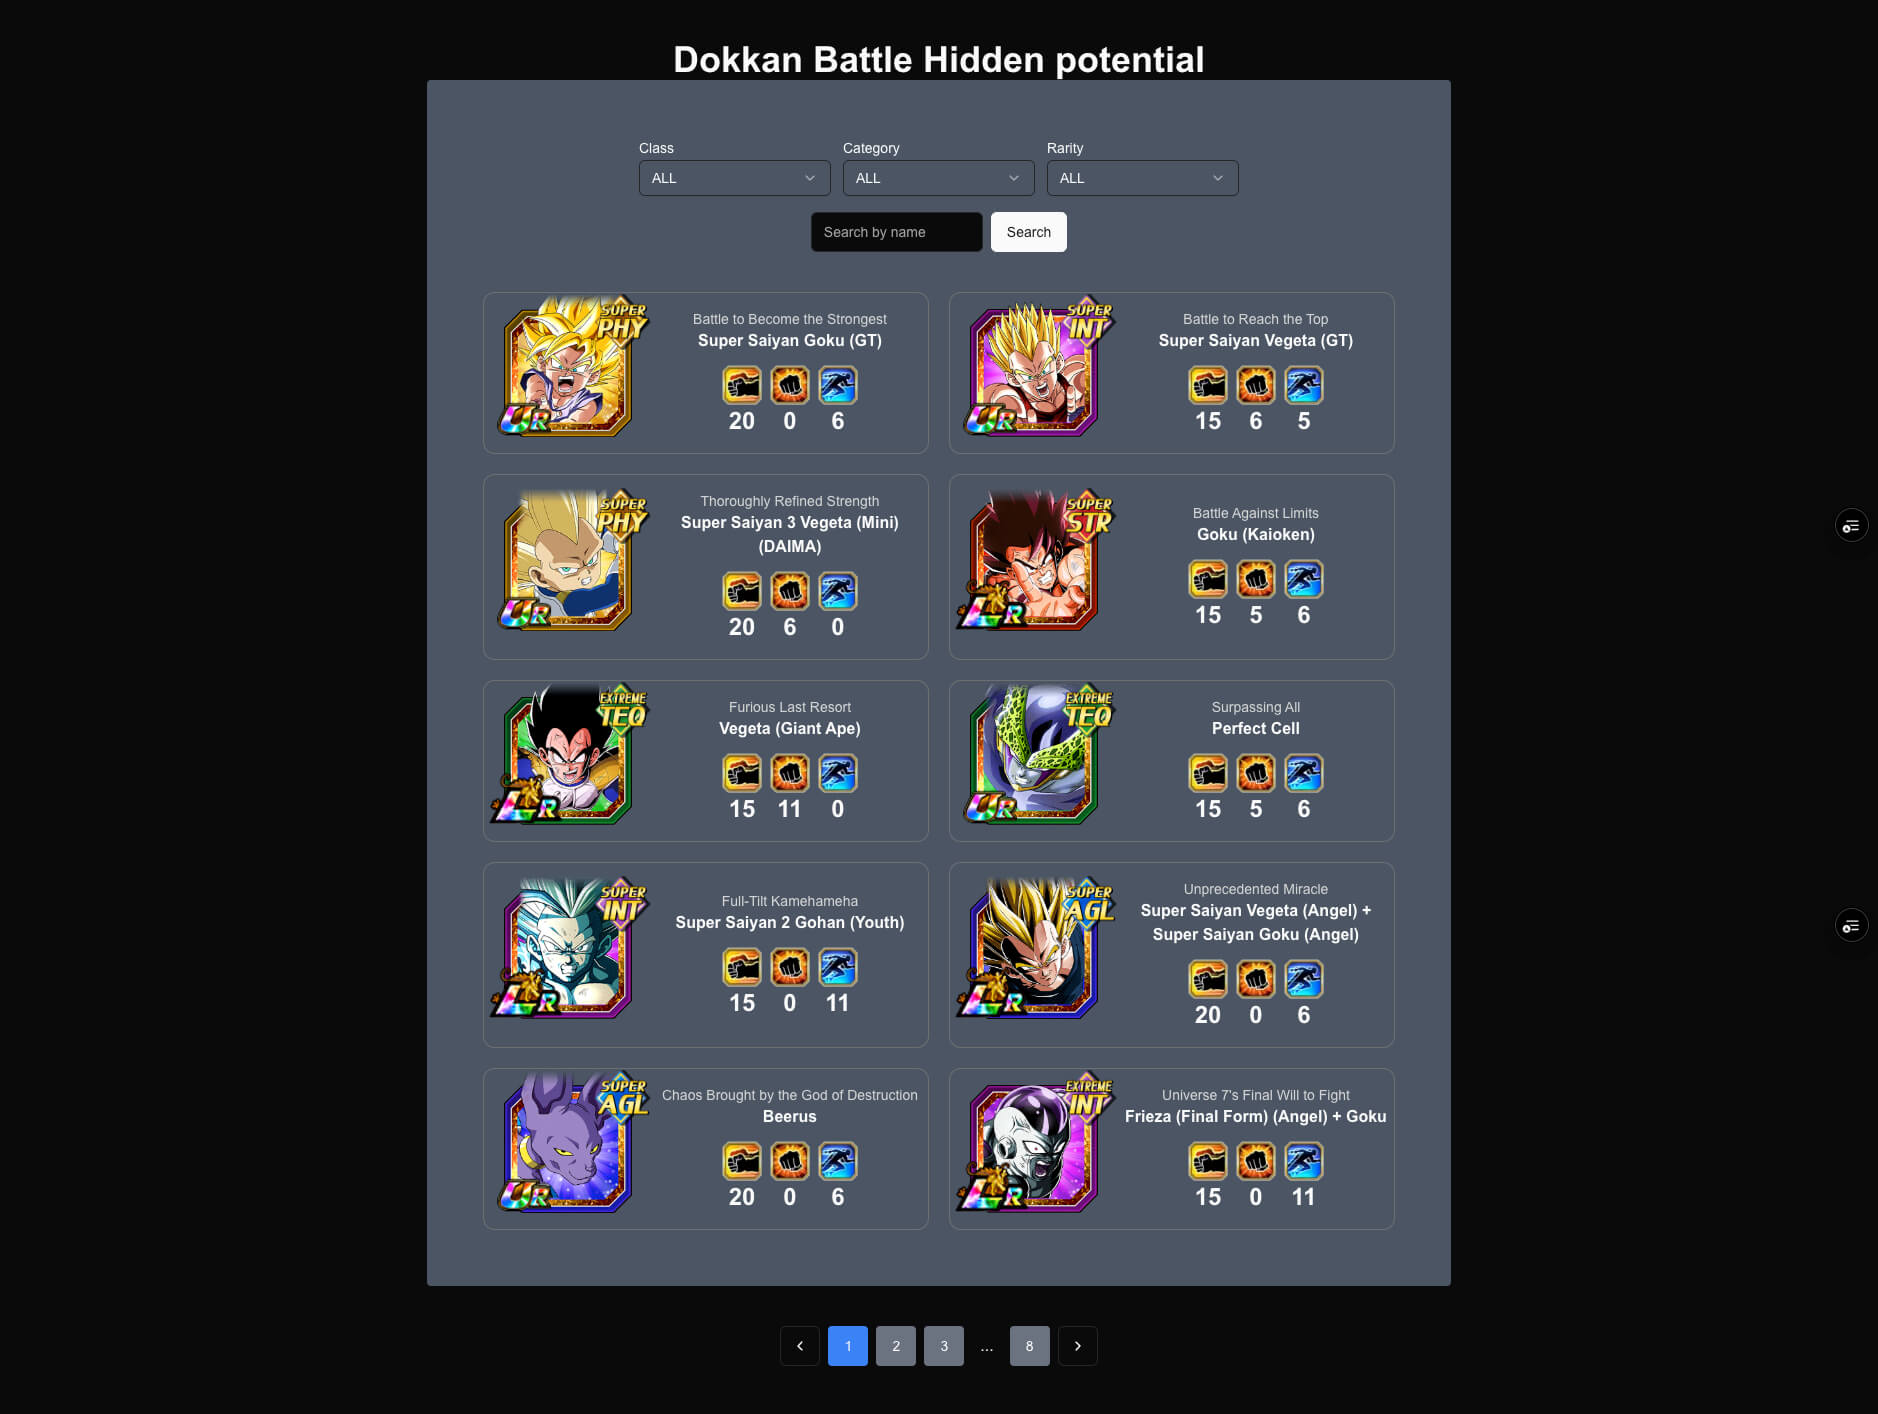 Dokkan Battle Hidden potential
Class Category Rarity
ALL ALL ALL
Search by name Search
SUPER PHY UR
Battle to Become the Strongest
Super Saiyan Goku (GT)
20 0 6
SUPER INT UR
Battle to Reach the Top
Super Saiyan Vegeta (GT)
15 6 5
SUPER PHY UR
Thoroughly Refined Strength
Super Saiyan 3 Vegeta (Mini)
(DAIMA)
20 6 0
SUPER STR LR
Battle Against Limits
Goku (Kaioken)
15 5 6
EXTREME TEQ LR
Furious Last Resort
Vegeta (Giant Ape)
15 11 0
EXTREME TEQ UR
Surpassing All
Perfect Cell
15 5 6
SUPER INT LR
Full-Tilt Kamehameha
Super Saiyan 2 Gohan (Youth)
15 0 11
SUPER AGL LR
Unprecedented Miracle
Super Saiyan Vegeta (Angel) +
Super Saiyan Goku (Angel)
20 0 6
SUPER AGL UR
Chaos Brought by the God of Destruction
Beerus
20 0 6
EXTREME INT LR
Universe 7's Final Will to Fight
Frieza (Final Form) (Angel) + Goku
15 0 11
1 2 3 ... 8